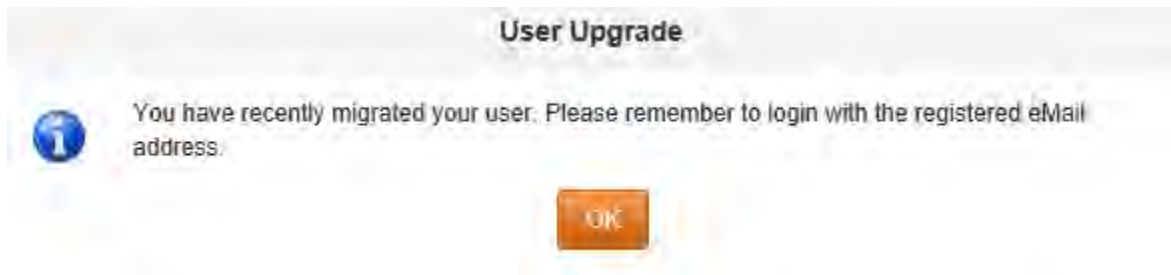 User Upgrade
You have recently migrated your user. Please remember to login with the registered eMail
address.
OK